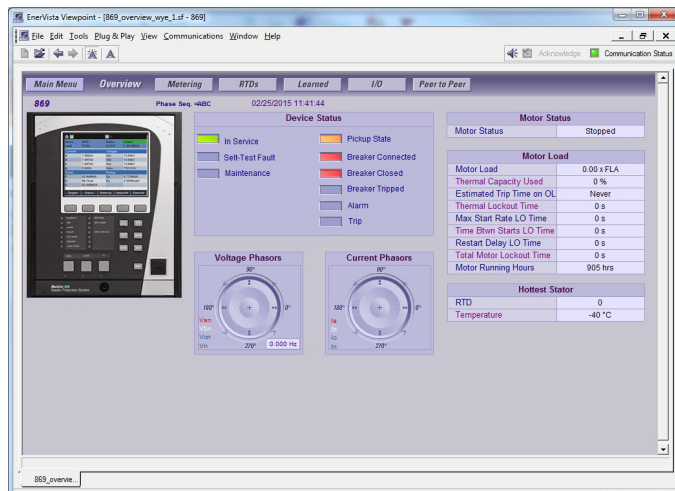 EnerVista Viewpoint - [869_overview_wye_1.sf - 869]
File Edit Tools Plug & Play View Communications Window Help
Acknowledge Communication Status
Main Menu Overview Metering RTDs Learned I/O Peer to Peer
869 Phase Seq. =ABC 02/25/2015 11:41:44
Device Status
In Service Pickup State
Self-Test Fault Breaker Connected
Maintenance Breaker Closed
Breaker Tripped
Alarm
Trip
Voltage Phasors
90°
180° 0°
Van
Vbn
Vcn
Vn 270° 0.000 Hz
Current Phasors
90°
180° 0°
Ia
Ib
Ic
In 270°
Motor Status
Motor Status Stopped
Motor Load
Motor Load 0.00 x FLA
Thermal Capacity Used 0 %
Estimated Trip Time on OL Never
Thermal Lockout Time 0 s
Max Start Rate LO Time 0 s
Time Btwn Starts LO Time 0 s
Restart Delay LO Time 0 s
Total Motor Lockout Time 0 s
Motor Running Hours 905 hrs
Hottest Stator
RTD 0
Temperature -40 °C
869_overvie...